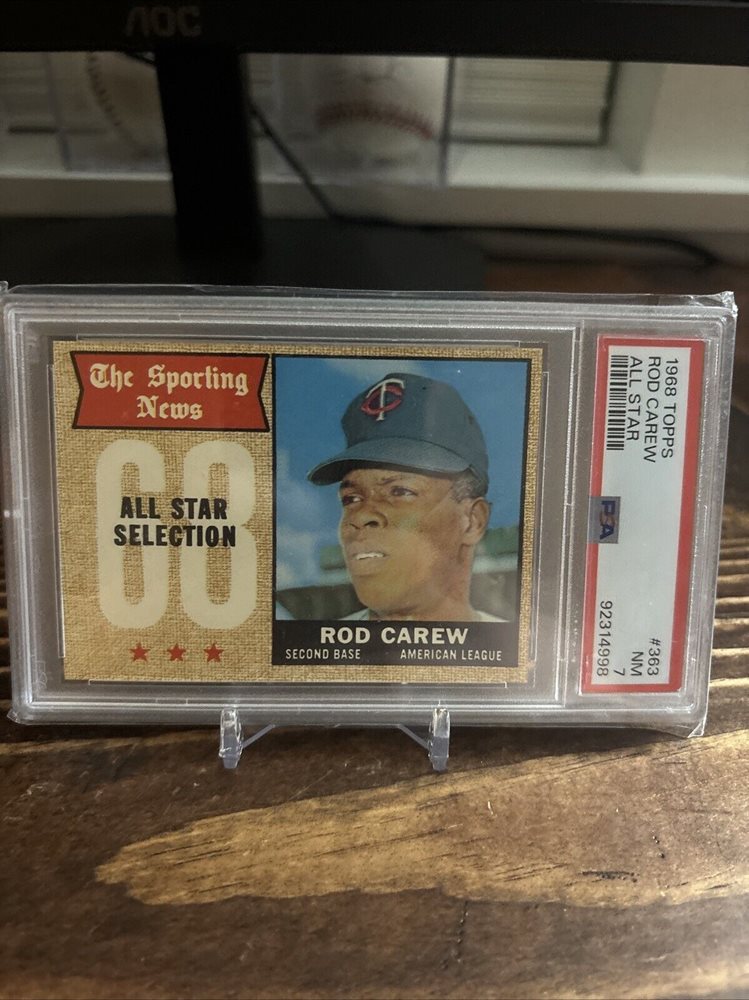 AOC
The Sporting
News
68
ALL STAR
SELECTION
TC
ROD CAREW
SECOND BASE AMERICAN LEAGUE
1968 TOPPS
ROD CAREW
ALL STAR
#363
NM
7
PSA
92314998